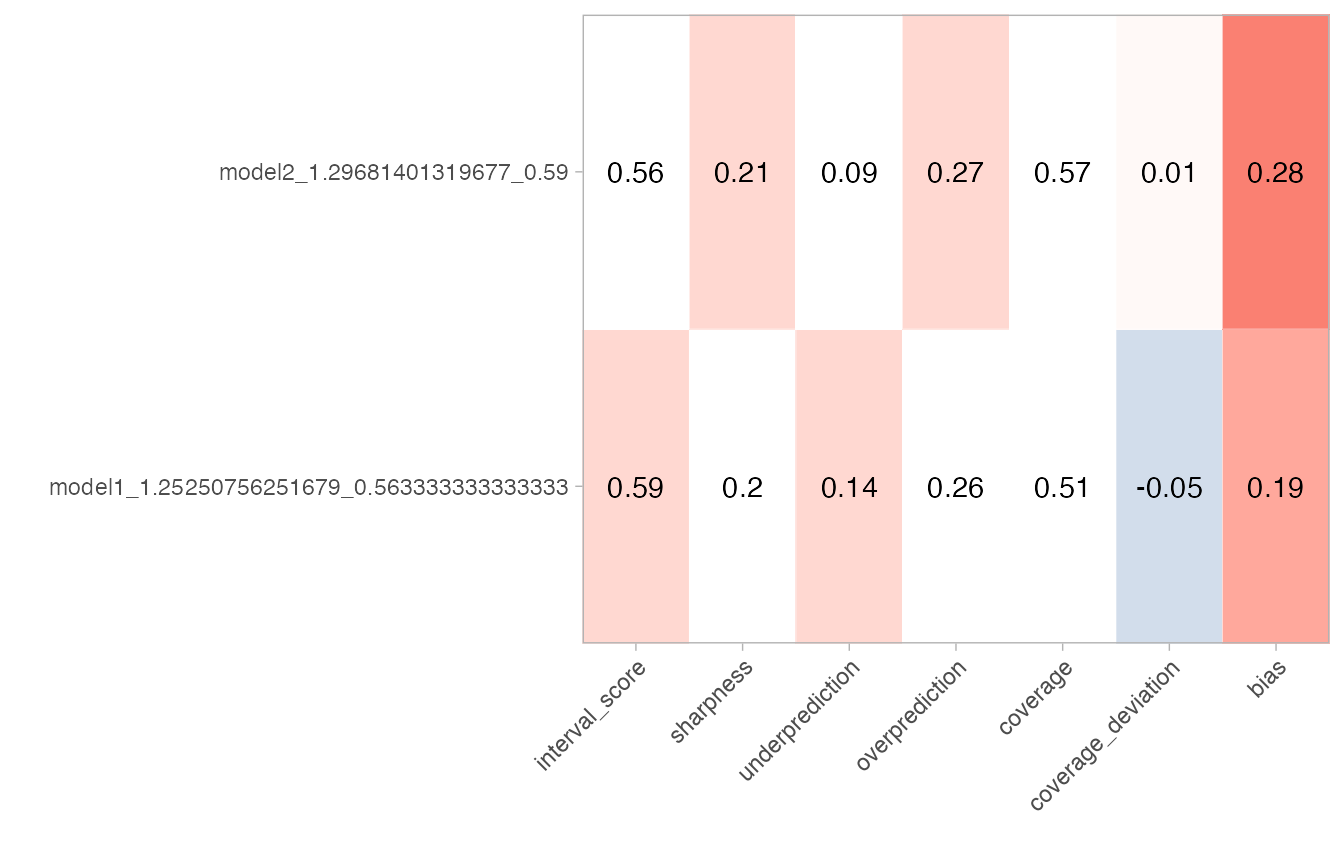 model2_1.29681401319677_0.59 0.56 0.21 0.09 0.27 0.57 0.01 0.28
model1_1.25250756251679_0.563333333333333 0.59 0.2 0.14 0.26 0.51 -0.05 0.19
interval_score sharpness underprediction overprediction coverage coverage_deviation bias